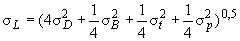 σ_L = (4σ_D^2 + 1/4 σ_B^2 + 1/4 σ_t^2 + 1/4 σ_p^2)^0,5